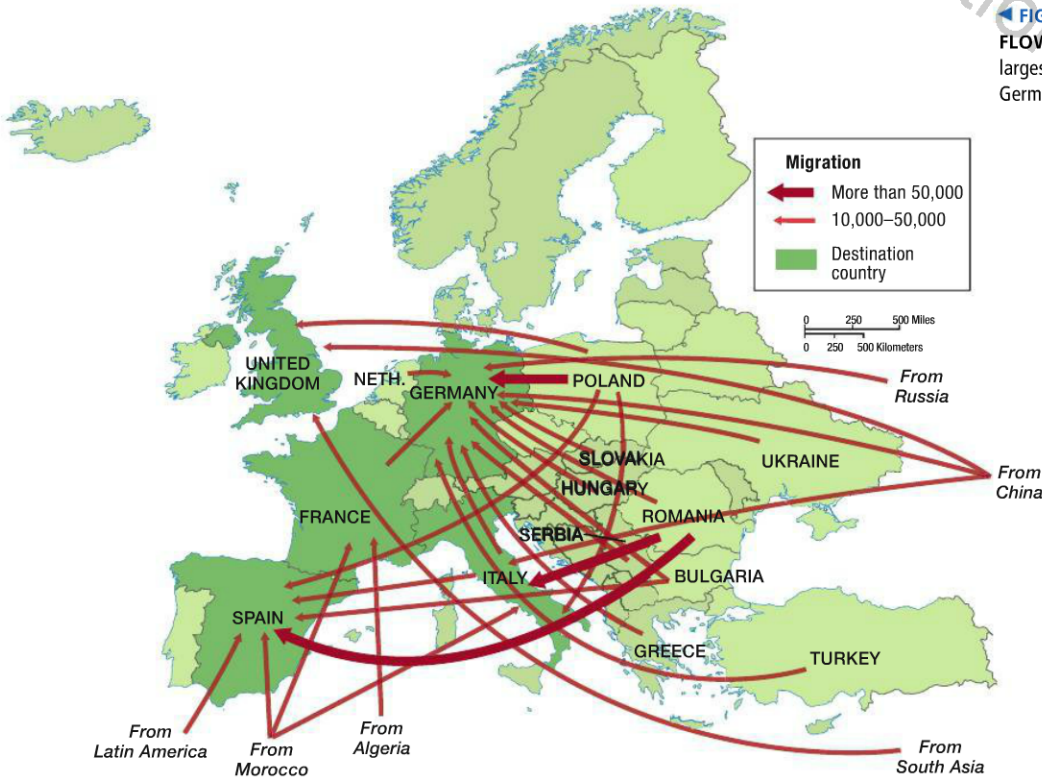 FIG
FLOW
larges
Germ
Migration
More than 50,000
10,000–50,000
Destination
country
0 250 500 Miles
0 250 500 Kilometers
UNITED
KINGDOM
NETH.
GERMANY
POLAND
From
Russia
SLOVAKIA
UKRAINE
HUNGARY
From
China
FRANCE
ROMANIA
SERBIA
ITALY
BULGARIA
SPAIN
GREECE
TURKEY
From
Latin America
From
Morocco
From
Algeria
From
South Asia